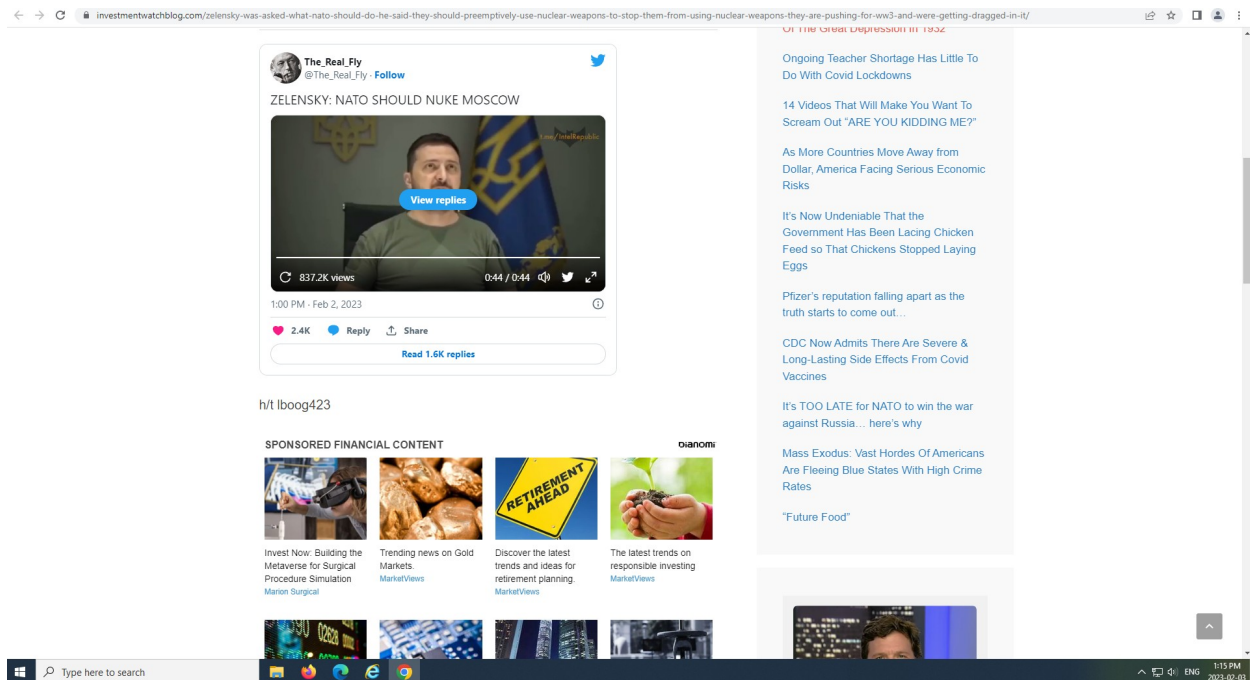 investmentwatchblog.com/zelensky-was-asked-what-nato-should-do-he-said-they-should-preemptively-use-nuclear-weapons-to-stop-them-from-using-nuclear-weapons-they-are-pushing-for-ww3-and-were-getting-dragged-in-it/
The_Real_Fly
@The_Real_Fly · Follow
ZELENSKY: NATO SHOULD NUKE MOSCOW
View replies
837.2K views
0:44 / 0:44
1:00 PM · Feb 2, 2023
2.4K Reply Share
Read 1.6K replies
h/t lboog423
SPONSORED FINANCIAL CONTENT
RETIREMENT
AHEAD
Invest Now: Building the
Metaverse for Surgical
Procedure Simulation
Marion Surgical
Trending news on Gold
Markets.
MarketViews
Discover the latest
trends and ideas for
retirement planning.
MarketViews
The latest trends on
responsible investing
MarketViews
Of The Great Depression In 1932
Ongoing Teacher Shortage Has Little To
Do With Covid Lockdowns
14 Videos That Will Make You Want To
Scream Out “ARE YOU KIDDING ME?”
As More Countries Move Away from
Dollar, America Facing Serious Economic
Risks
It’s Now Undeniable That the
Government Has Been Lacing Chicken
Feed so That Chickens Stopped Laying
Eggs
Pfizer’s reputation falling apart as the
truth starts to come out…
CDC Now Admits There Are Severe &
Long-Lasting Side Effects From Covid
Vaccines
It’s TOO LATE for NATO to win the war
against Russia… here’s why
Mass Exodus: Vast Hordes Of Americans
Are Fleeing Blue States With High Crime
Rates
“Future Food”
Type here to search
ENG
1:15 PM
2023-02-03